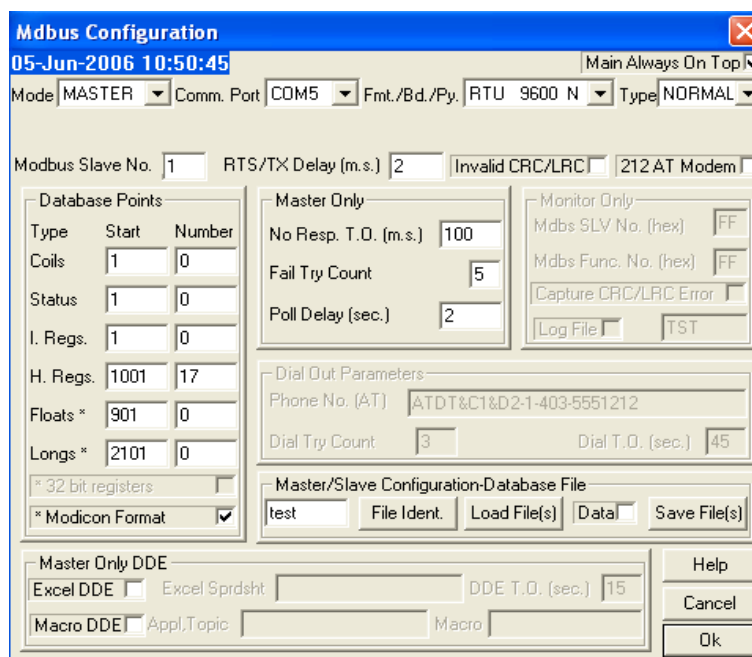 Mdbus Configuration
05-Jun-2006 10:50:45
Main Always On Top
Mode MASTER Comm. Port COM5 Fmt./Bd./Py. RTU 9600 N Type NORMAL
Modbus Slave No. 1 RTS/TX Delay (m.s.) 2 Invalid CRC/LRC 212 AT Modem
Database Points
Type Start Number
Coils 1 0
Status 1 0
I. Regs. 1 0
H. Regs. 1001 17
Floats * 901 0
Longs * 2101 0
* 32 bit registers
* Modicon Format
Master Only
No Resp. T.O. (m.s.) 100
Fail Try Count 5
Poll Delay (sec.) 2
Monitor Only
Mdbs SLV No. (hex) FF
Mdbs Func. No. (hex) FF
Capture CRC/LRC Error
Log File TST
Dial Out Parameters
Phone No. (AT) ATDT&C1&D2-1-403-5551212
Dial Try Count 3 Dial T.O. (sec.) 45
Master/Slave Configuration-Database File
test File Ident. Load File(s) Data Save File(s)
Master Only DDE
Excel DDE Excel Sprdsht DDE T.O. (sec.) 15
Macro DDE Appl,Topic Macro
Help
Cancel
Ok